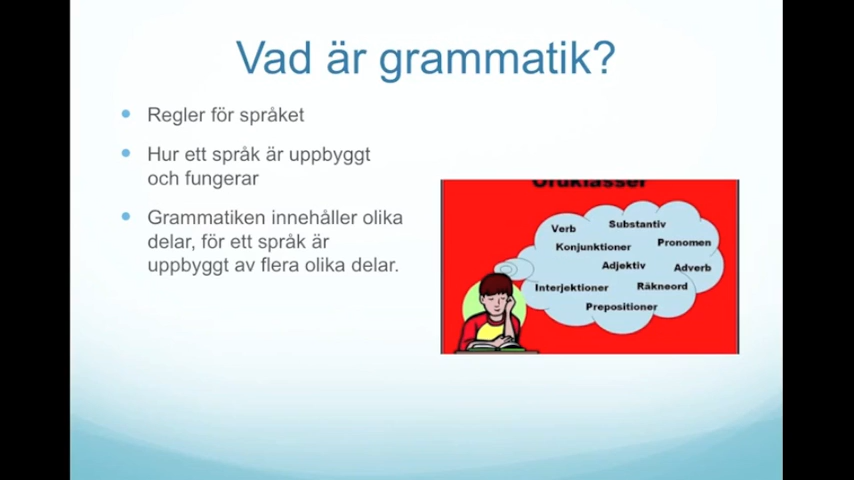 Vad är grammatik?
Regler för språket
Hur ett språk är uppbyggt
och fungerar
Grammatiken innehåller olika
delar, för ett språk är
uppbyggt av flera olika delar.
Ordklasser
Verb
Substantiv
Konjunktioner
Pronomen
Adjektiv
Adverb
Interjektioner
Räkneord
Prepositioner